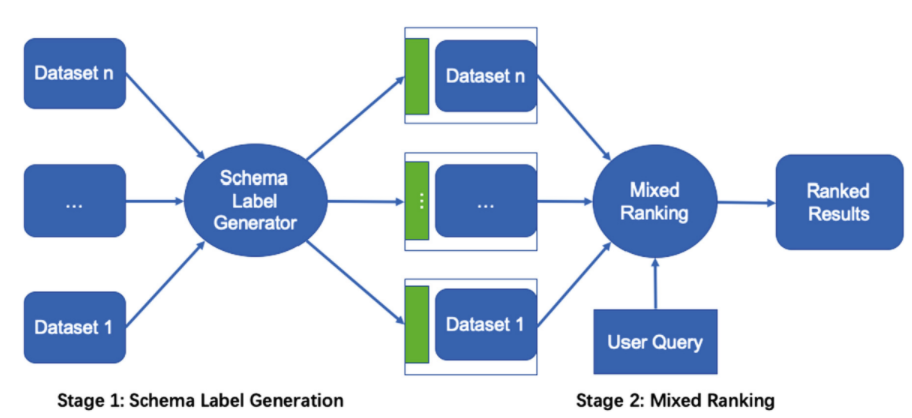 Dataset n
...
Dataset 1
Schema
Label
Generator
Dataset n
⋮
...
Dataset 1
Mixed
Ranking
User Query
Ranked
Results
Stage 1: Schema Label Generation
Stage 2: Mixed Ranking